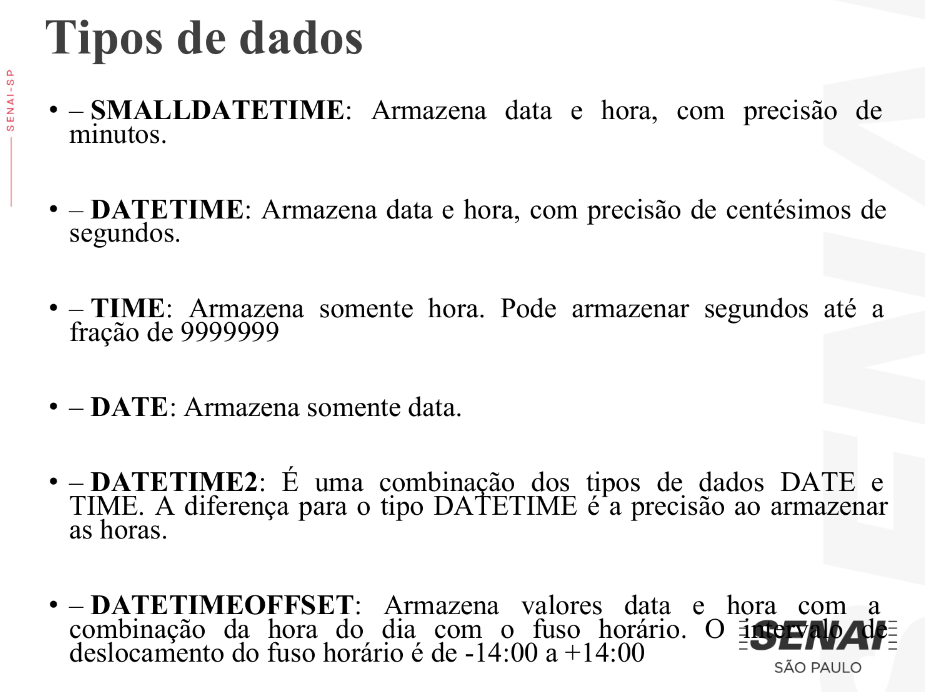 Tipos de dados
SENAI-SP
• – SMALLDATETIME: Armazena data e hora, com precisão de
minutos.
• – DATETIME: Armazena data e hora, com precisão de centésimos de
segundos.
• – TIME: Armazena somente hora. Pode armazenar segundos até a
fração de 9999999
• – DATE: Armazena somente data.
• – DATETIME2: É uma combinação dos tipos de dados DATE e
TIME. A diferença para o tipo DATETIME é a precisão ao armazenar
as horas.
• – DATETIMEOFFSET: Armazena valores data e hora com a
combinação da hora do dia com o fuso horário. O intervalo de
deslocamento do fuso horário é de -14:00 a +14:00
SENAI
SÃO PAULO
SENAI